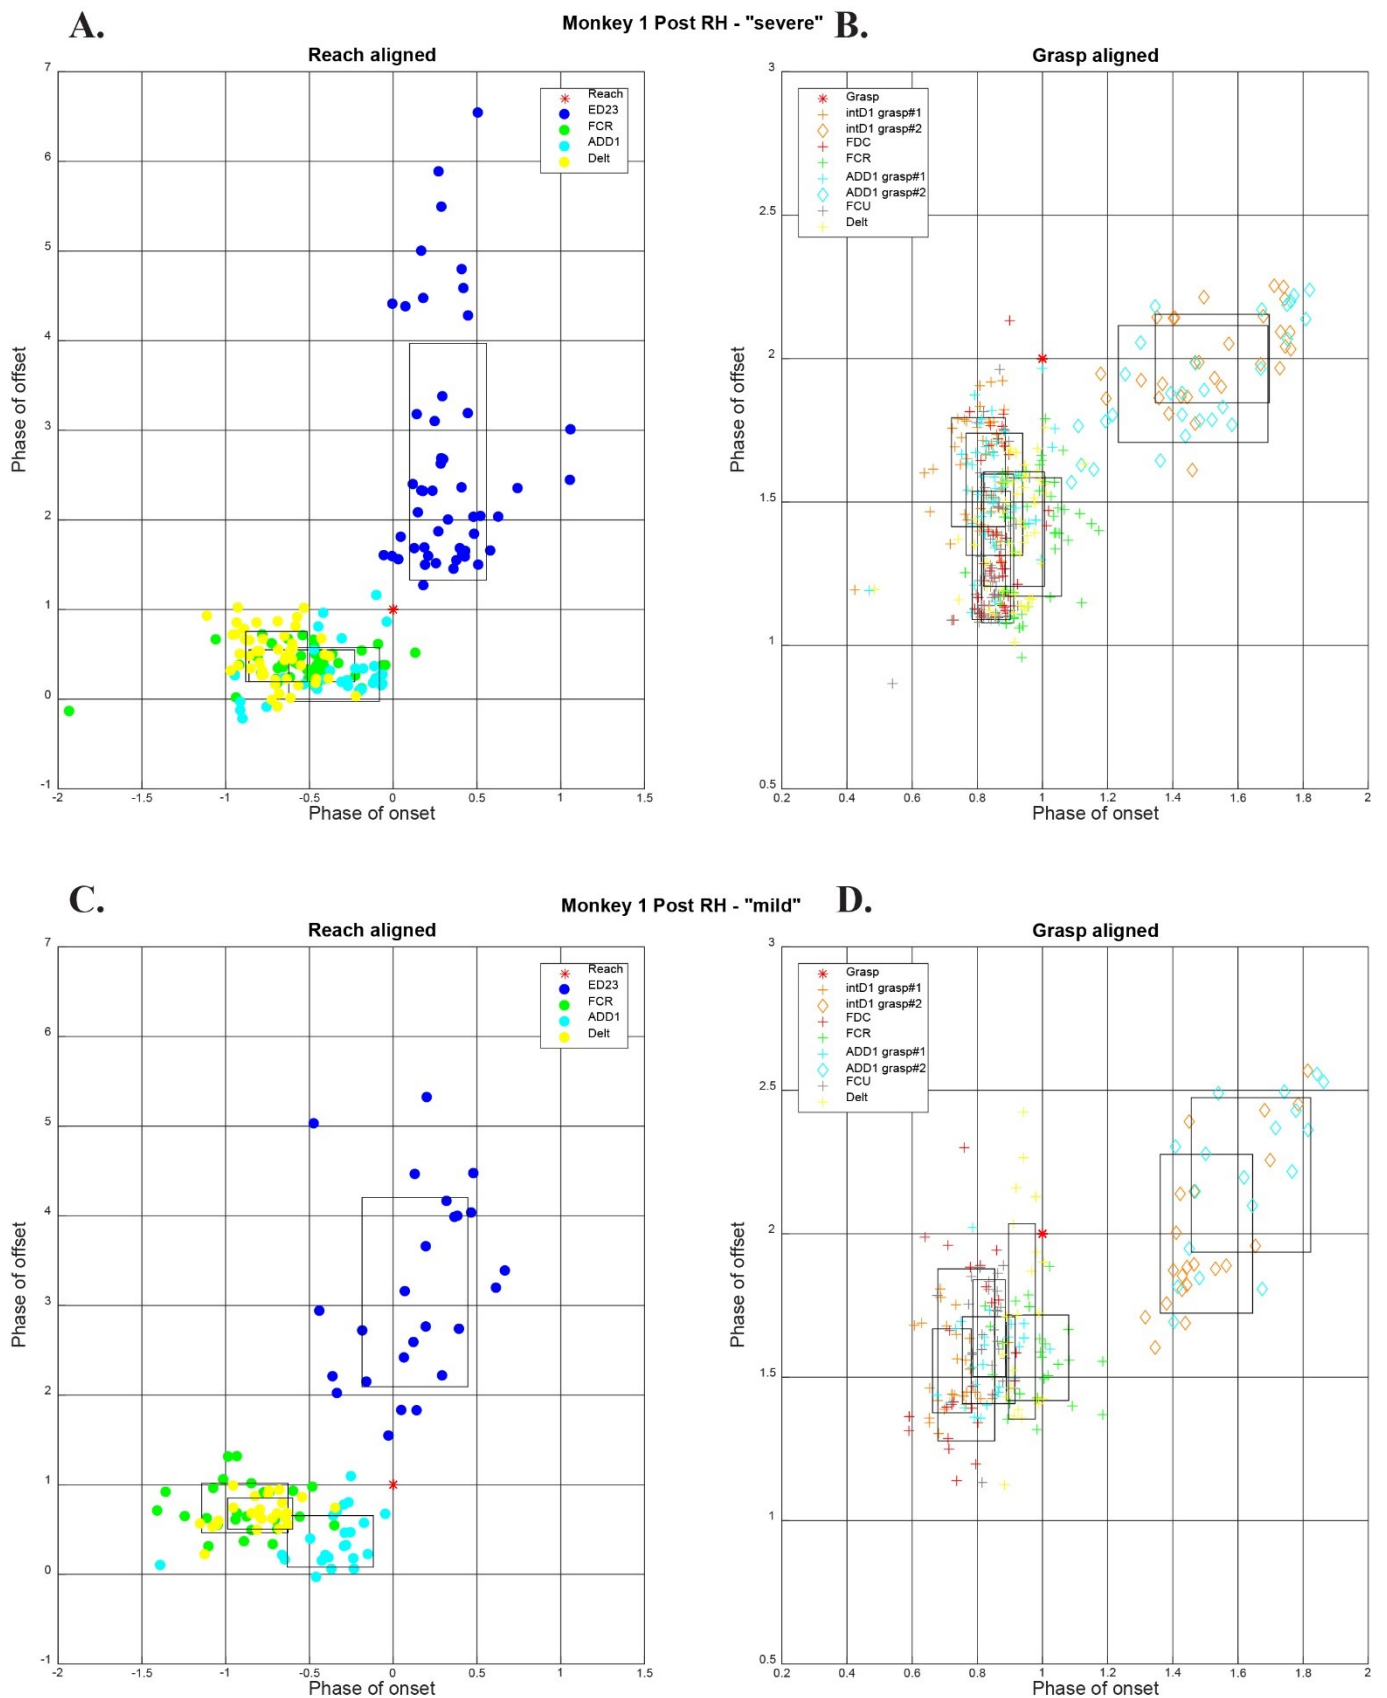 Monkey 1 Post RH - "severe"
A.
Reach aligned
7
6
5
4
3
2
1
0
-1
-2
-1.5
-1
-0.5
0
0.5
1
1.5
Phase of offset
Phase of onset
Reach
ED23
FCR
ADD1
Delt
B.
Grasp aligned
3
2.5
2
1.5
1
0.5
0.2
0.4
0.6
0.8
1
1.2
1.4
1.6
1.8
2
Phase of offset
Phase of onset
Grasp
intD1 grasp#1
intD1 grasp#2
FDC
FCR
ADD1 grasp#1
ADD1 grasp#2
FCU
Delt
Monkey 1 Post RH - "mild"
C.
Reach aligned
7
6
5
4
3
2
1
0
-1
-2
-1.5
-1
-0.5
0
0.5
1
1.5
Phase of offset
Phase of onset
Reach
ED23
FCR
ADD1
Delt
D.
Grasp aligned
3
2.5
2
1.5
1
0.5
0.2
0.4
0.6
0.8
1
1.2
1.4
1.6
1.8
2
Phase of offset
Phase of onset
Grasp
intD1 grasp#1
intD1 grasp#2
FDC
FCR
ADD1 grasp#1
ADD1 grasp#2
FCU
Delt